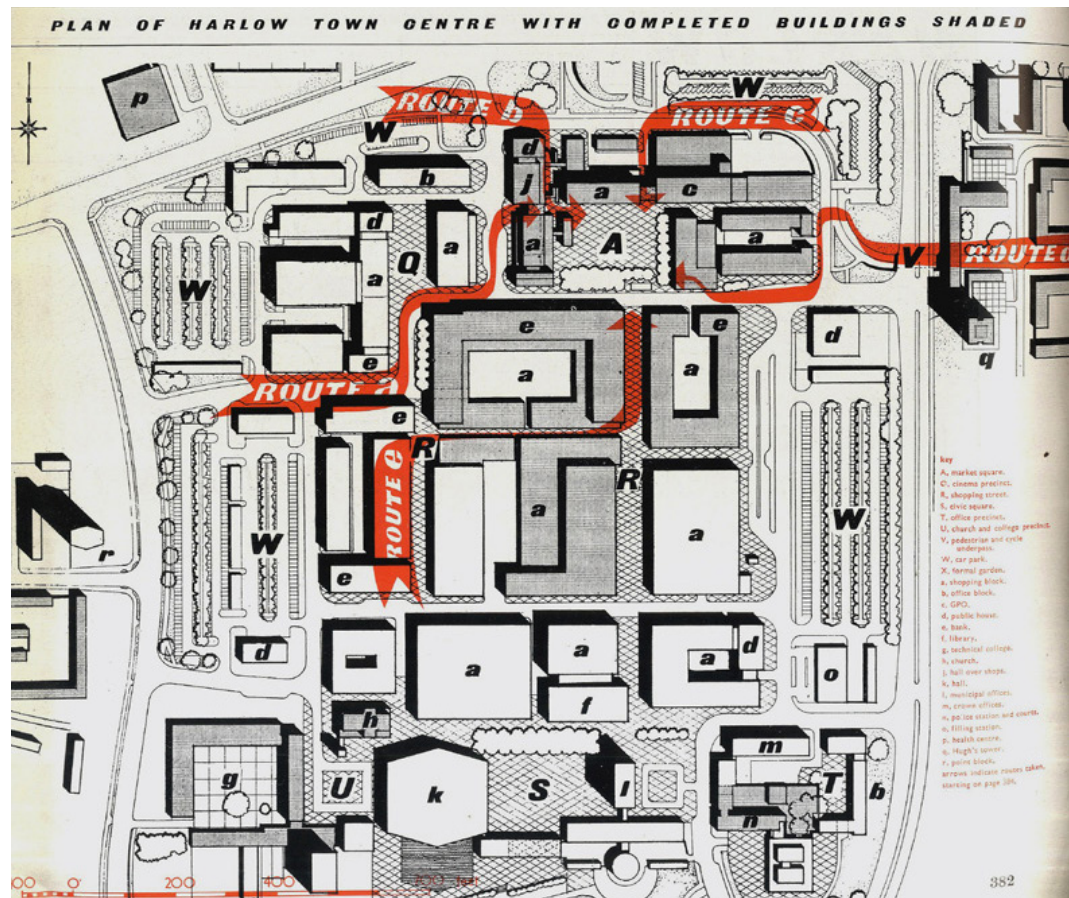 PLAN OF HARLOW TOWN CENTRE WITH COMPLETED BUILDINGS SHADED
p
ROUTE b
W
ROUTE c
W
d
b
j
a
c
d
a
a
A
a
V
ROUTE d
Q
W
a
e
e
d
q
a
a
e
ROUTE a
e
R
ROUTE e
R
a
W
W
r
e
a
d
a
a
a
d
f
o
h
g
U
k
S
l
m
T
b
n
key
A, market square.
Q, cinema precinct.
R, shopping street.
S, civic square.
T, office precinct.
U, church and college precinct.
V, pedestrian and cycle
underpass.
W, car park.
X, formal garden.
a, shopping block.
b, office block.
c, GPO.
d, public house.
e, bank.
f, library.
g, technical college.
h, church.
j, hall over shops.
k, hall.
l, municipal offices.
m, crown offices.
n, police station and courts.
o, filling station.
p, health centre.
q, Hugh's tower.
r, point block.
arrows indicate routes taken,
starting on page
0' 200 400
382